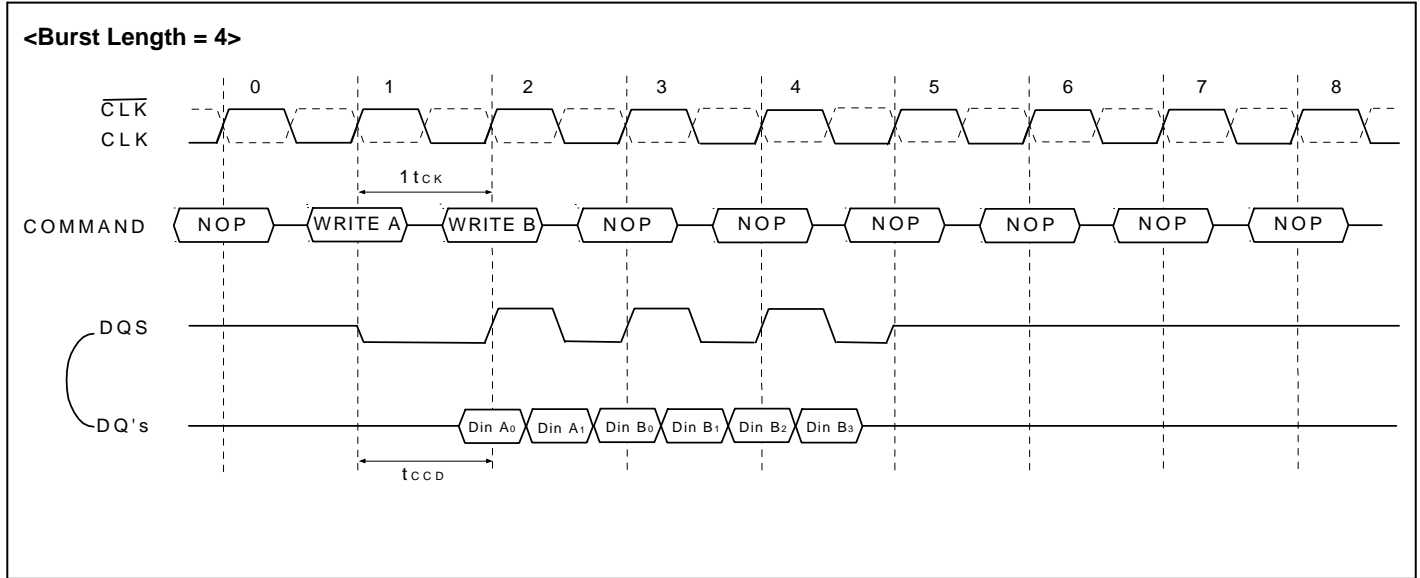 <Burst Length = 4>
0 1 2 3 4 5 6 7 8
CLK
CLK
1tCK
COMMAND NOP WRITE A WRITE B NOP NOP NOP NOP NOP NOP
DQS
DQ's Din A0 Din A1 Din B0 Din B1 Din B2 Din B3
tCCD